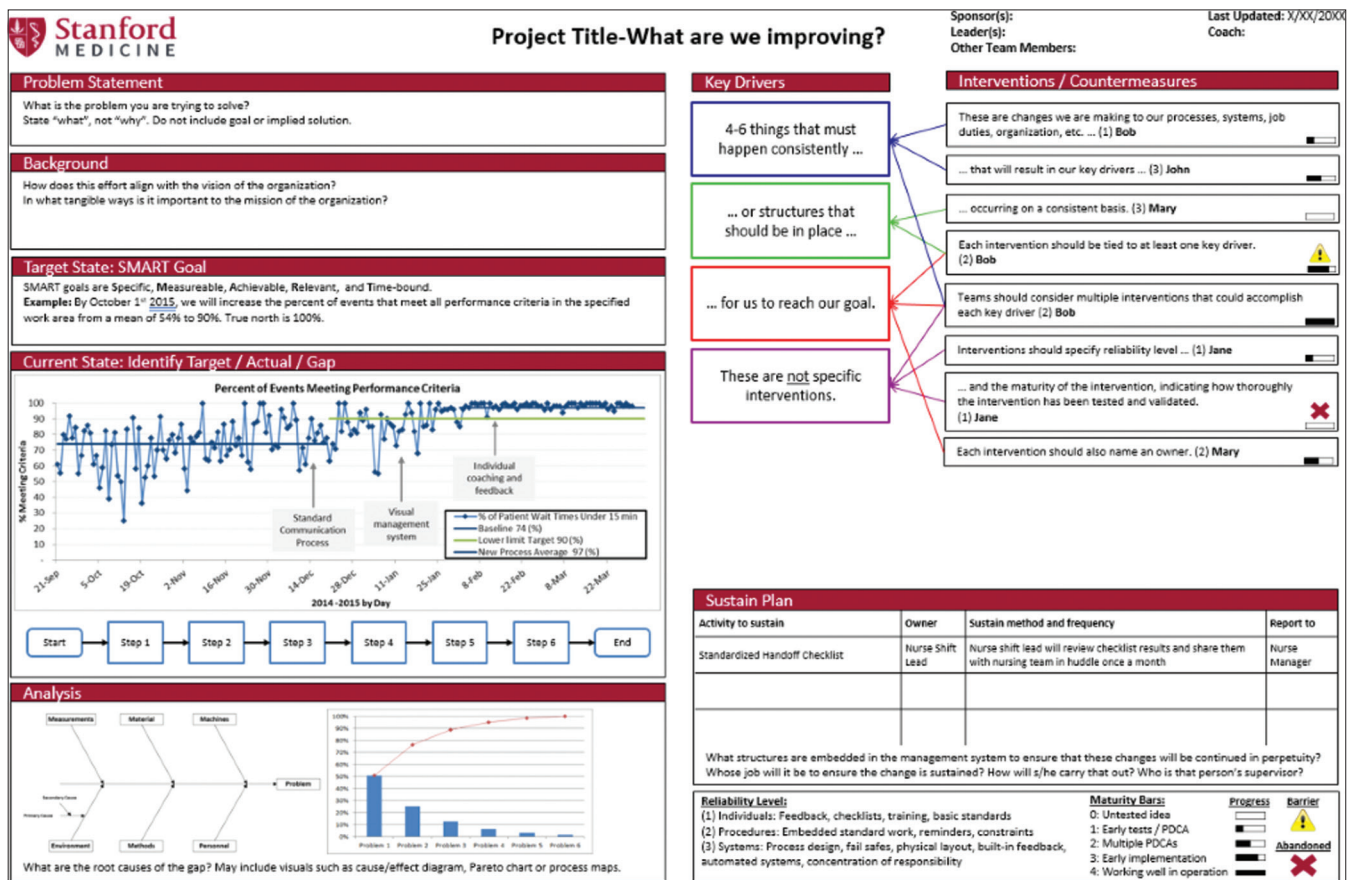 Stanford
MEDICINE
Project Title-What are we improving?
Sponsor(s):
Leader(s):
Other Team Members:
Last Updated: X/XX/20XX
Coach:
Problem Statement
What is the problem you are trying to solve?
State “what”, not “why”. Do not include goal or implied solution.
Background
How does this effort align with the vision of the organization?
In what tangible ways is it important to the mission of the organization?
Target State: SMART Goal
SMART goals are Specific, Measureable, Achievable, Relevant, and Time-bound.
Example: By October 1st 2015, we will increase the percent of events that meet all performance criteria in the specified
work area from a mean of 54% to 90%. True north is 100%.
Current State: Identify Target / Actual / Gap
Percent of Events Meeting Performance Criteria
% Meeting Criteria
100
90
80
70
60
50
40
30
20
10
-
Standard
Communication
Process
Visual
management
system
Individual
coaching and
feedback
% of Patient Wait Times Under 15 min
Baseline 74 (%)
Lower limit Target 90 (%)
New Process Average 97 (%)
21-Sep
5-Oct
19-Oct
2-Nov
16-Nov
30-Nov
14-Dec
28-Dec
11-Jan
25-Jan
8-Feb
22-Feb
8-Mar
22-Mar
2014 -2015 by Day
Start
Step 1
Step 2
Step 3
Step 4
Step 5
Step 6
End
Analysis
Measurements
Material
Machines
Problem
Secondary Cause
Primary Cause
Environment
Methods
Personnel
100%
90%
80%
70%
60%
50%
40%
30%
20%
10%
0%
Problem 1
Problem 2
Problem 3
Problem 4
Problem 5
Problem 6
What are the root causes of the gap? May include visuals such as cause/effect diagram, Pareto chart or process maps.
Key Drivers
4-6 things that must
happen consistently ...
... or structures that
should be in place ...
... for us to reach our goal.
These are not specific
interventions.
Interventions / Countermeasures
These are changes we are making to our processes, systems, job
duties, organization, etc. ... (1) Bob
... that will result in our key drivers ... (3) John
... occurring on a consistent basis. (3) Mary
Each intervention should be tied to at least one key driver.
(2) Bob
Teams should consider multiple interventions that could accomplish
each key driver (2) Bob
Interventions should specify reliability level ... (1) Jane
... and the maturity of the intervention, indicating how thoroughly
the intervention has been tested and validated.
(1) Jane
Each intervention should also name an owner. (2) Mary
Sustain Plan
Activity to sustain
Owner
Sustain method and frequency
Report to
Standardized Handoff Checklist
Nurse Shift
Lead
Nurse shift lead will review checklist results and share them
with nursing team in huddle once a month
Nurse
Manager
What structures are embedded in the management system to ensure that these changes will be continued in perpetuity?
Whose job will it be to ensure the change is sustained? How will s/he carry that out? Who is that person’s supervisor?
Reliability Level:
(1) Individuals: Feedback, checklists, training, basic standards
(2) Procedures: Embedded standard work, reminders, constraints
(3) Systems: Process design, fail safes, physical layout, built-in feedback,
automated systems, concentration of responsibility
Maturity Bars:
0: Untested idea
1: Early tests / PDCA
2: Multiple PDCAs
3: Early implementation
4: Working well in operation
Progress
Barrier
Abandoned